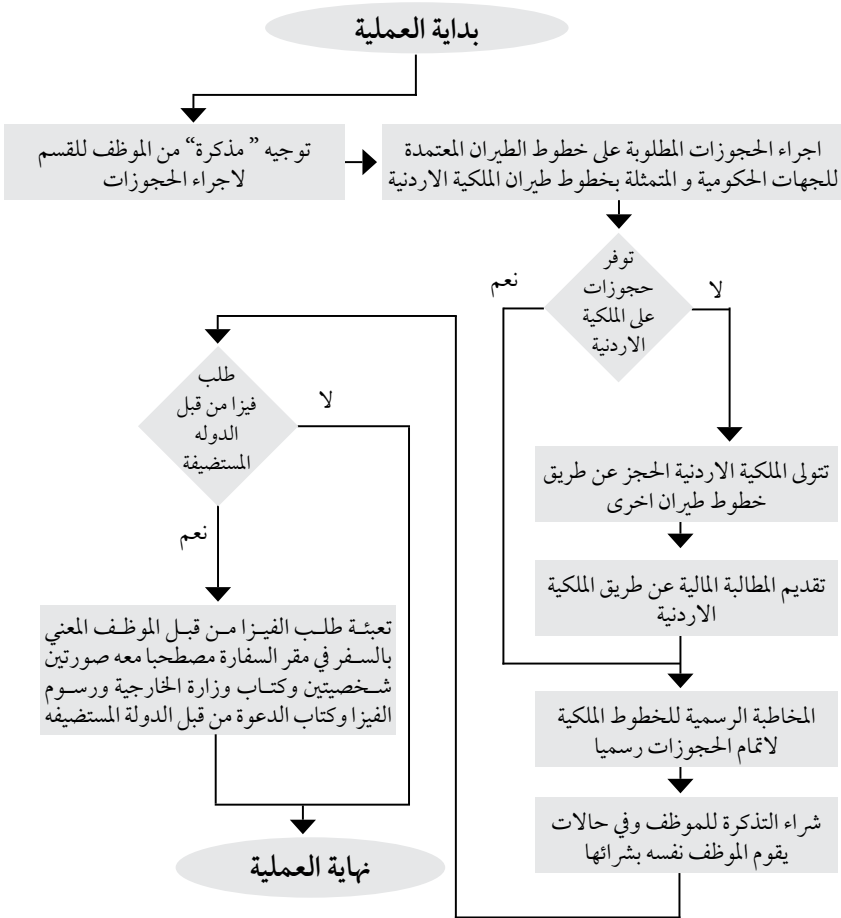 بداية العملية
توجيه ”مذكرة“ من الموظف للقسم
لاجراء الحجوزات
اجراء الحجوزات المطلوبة على خطوط الطيران المعتمدة
للجهات الحكومية و المتمثلة بخطوط طيران الملكية الاردنية
توفر
حجوزات
على الملكية
الاردنية
نعم
لا
تتولى الملكية الاردنية الحجز عن طريق
خطوط طيران اخرى
تقديم المطالبة المالية عن طريق الملكية
الاردنية
المخاطبة الرسمية للخطوط الملكية
لاتمام الحجوزات رسميا
شراء التذكرة للموظف وفي حالات
يقوم الموظف نفسه بشرائها
طلب
فيزا من قبل
الدوله
المستضيفة
لا
نعم
تعبئة طلب الفيزا من قبل الموظف المعني
بالسفر في مقر السفارة مصطحبا معه صورتين
شخصيتين وكتاب وزارة الخارجية ورسوم
الفيزا وكتاب الدعوة من قبل الدولة المستضيفه
نهاية العملية